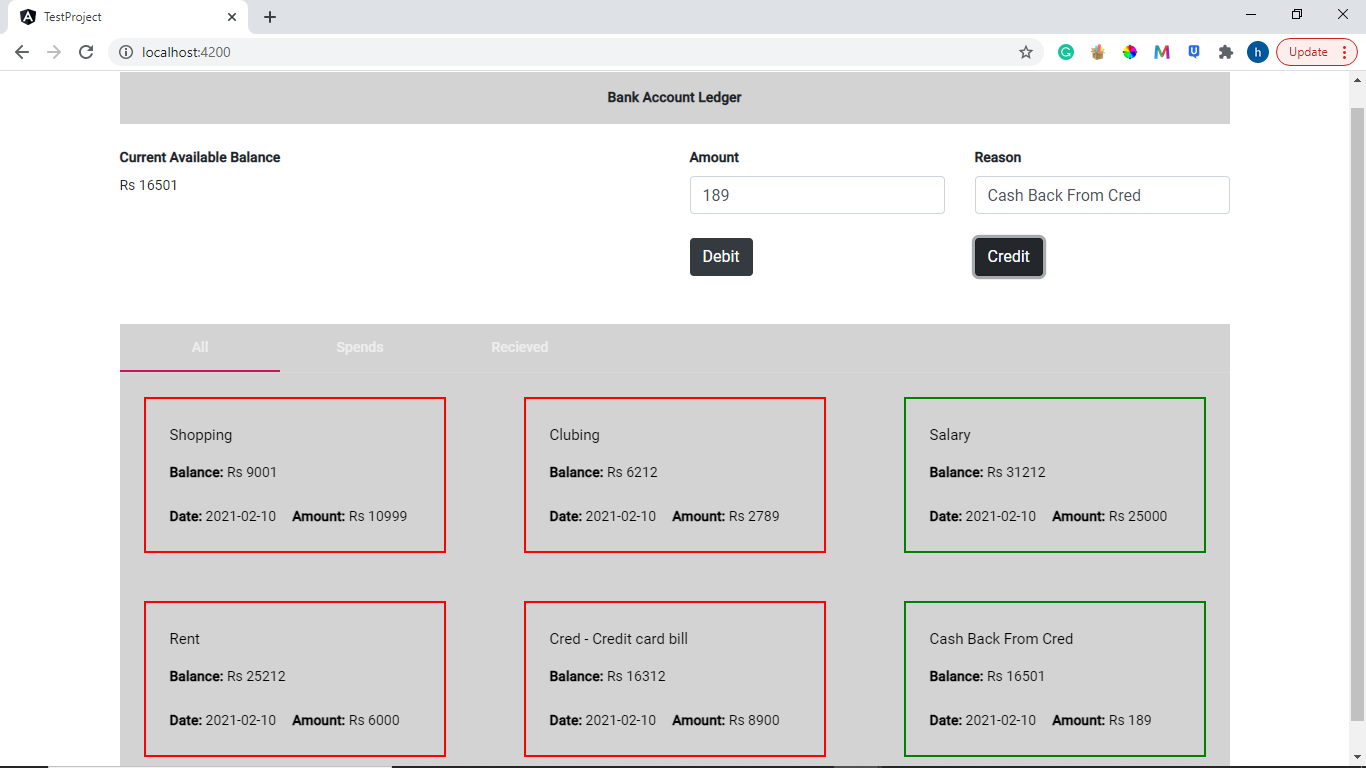 TestProject
localhost:4200
h
Update
Bank Account Ledger
Current Available Balance
Rs 16501
Amount
Reason
189
Cash Back From Cred
Debit
Credit
All
Spends
Recieved
Shopping
Balance: Rs 9001
Date: 2021-02-10 Amount: Rs 10999
Clubing
Balance: Rs 6212
Date: 2021-02-10 Amount: Rs 2789
Salary
Balance: Rs 31212
Date: 2021-02-10 Amount: Rs 25000
Rent
Balance: Rs 25212
Date: 2021-02-10 Amount: Rs 6000
Cred - Credit card bill
Balance: Rs 16312
Date: 2021-02-10 Amount: Rs 8900
Cash Back From Cred
Balance: Rs 16501
Date: 2021-02-10 Amount: Rs 189